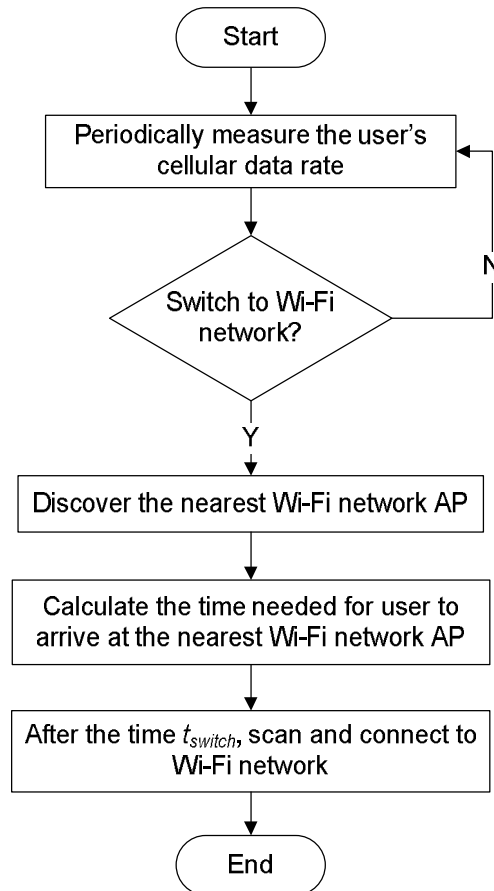 Start
Periodically measure the user's
cellular data rate
Switch to Wi-Fi
network?
N
Y
Discover the nearest Wi-Fi network AP
Calculate the time needed for user to
arrive at the nearest Wi-Fi network AP
After the time tswitch, scan and connect to
Wi-Fi network
End